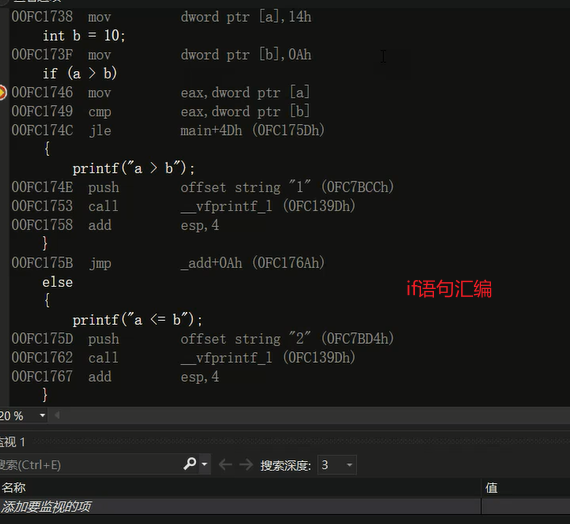 00FC1738 mov dword ptr [a],14h
int b = 10;
00FC173F mov dword ptr [b],0Ah
if (a > b)
00FC1746 mov eax,dword ptr [a]
00FC1749 cmp eax,dword ptr [b]
00FC174C jle main+4Dh (0FC175Dh)
{
printf("a > b");
00FC174E push offset string "1" (0FC7BCCh)
00FC1753 call __vfprintf_l (0FC139Dh)
00FC1758 add esp,4
}
00FC175B jmp _add+0Ah (0FC176Ah)
else
if语句汇编
{
printf("a <= b");
00FC175D push offset string "2" (0FC7BD4h)
00FC1762 call __vfprintf_l (0FC139Dh)
00FC1767 add esp,4
}
20 %
监视 1
搜索(Ctrl+E) 搜索深度: 3
名称 值
添加要监视的项